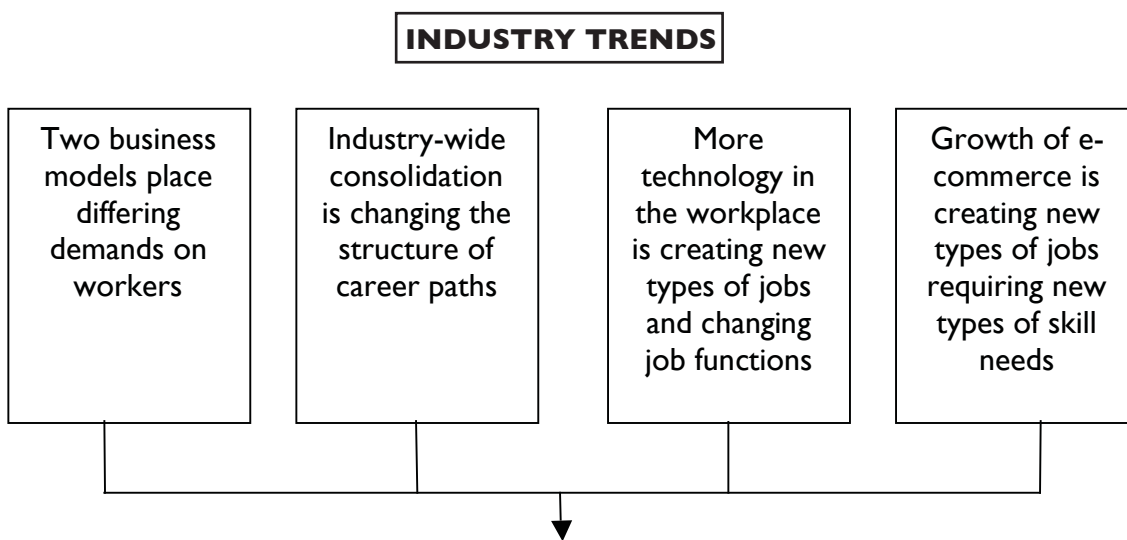 INDUSTRY TRENDS
Two business
models place
differing
demands on
workers
Industry-wide
consolidation
is changing the
structure of
career paths
More
technology in
the workplace
is creating new
types of jobs
and changing
job functions
Growth of e-
commerce is
creating new
types of jobs
requiring new
types of skill
needs